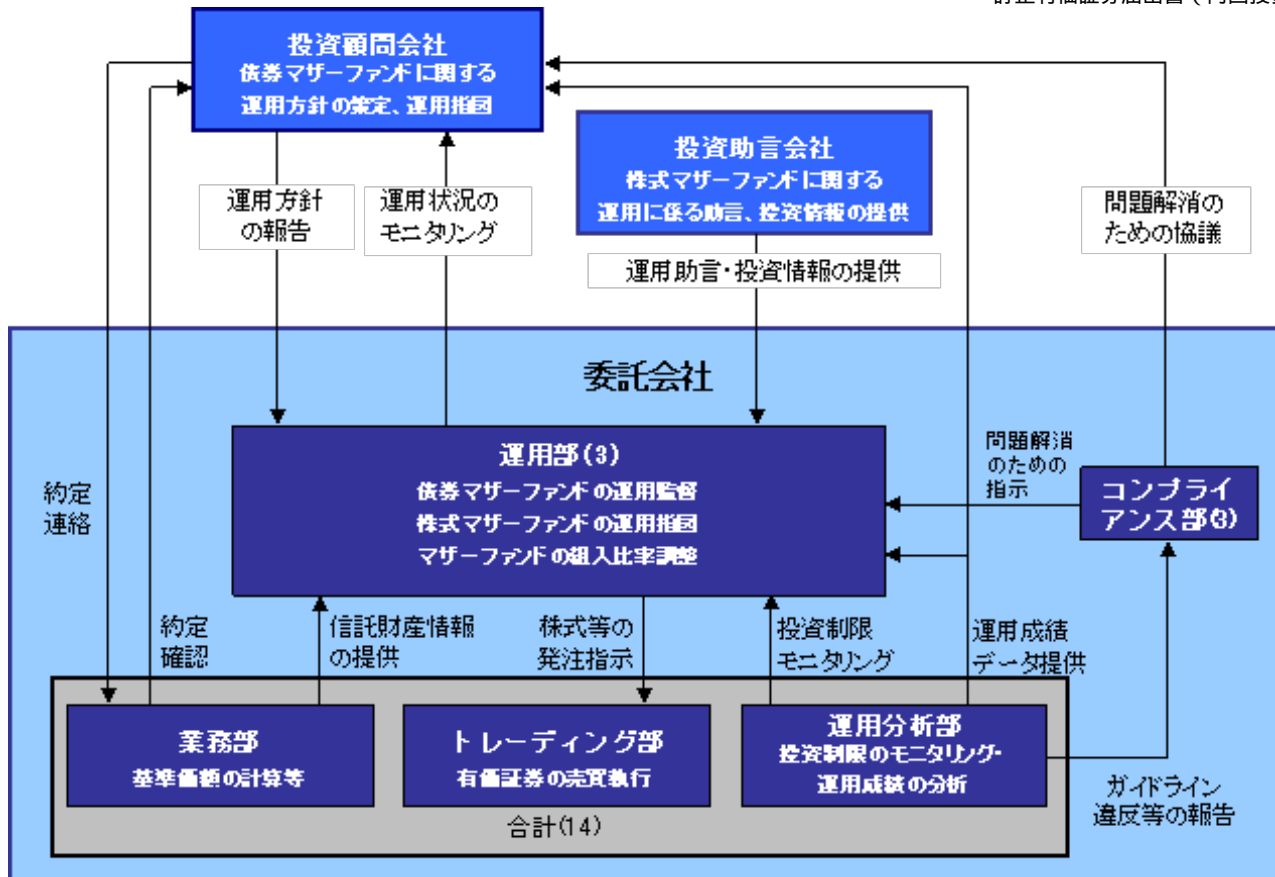 投資顧問会社
債券マザーファンドに関する
運用方針の策定、運用指図
投資助言会社
株式マザーファンドに関する
運用に係る助言、投資情報の提供
運用方針
の報告
運用状況の
モニタリング
問題解消の
ための協議
運用助言・投資情報の提供
委託会社
運用部(3)
債券マザーファンドの運用監督
株式マザーファンドの運用指図
マザーファンドの組入比率調整
問題解消
のための
指示
コンプライ
アンス部(3)
約定
連絡
約定
確認
信託財産情報
の提供
株式等の
発注指示
投資制限
モニタリング
運用成績
データ提供
業務部
基準価額の計算等
トレーディング部
有価証券の売買執行
運用分析部
投資制限のモニタリング・
運用成績の分析
ガイドライン
違反等の報告
合計(14)